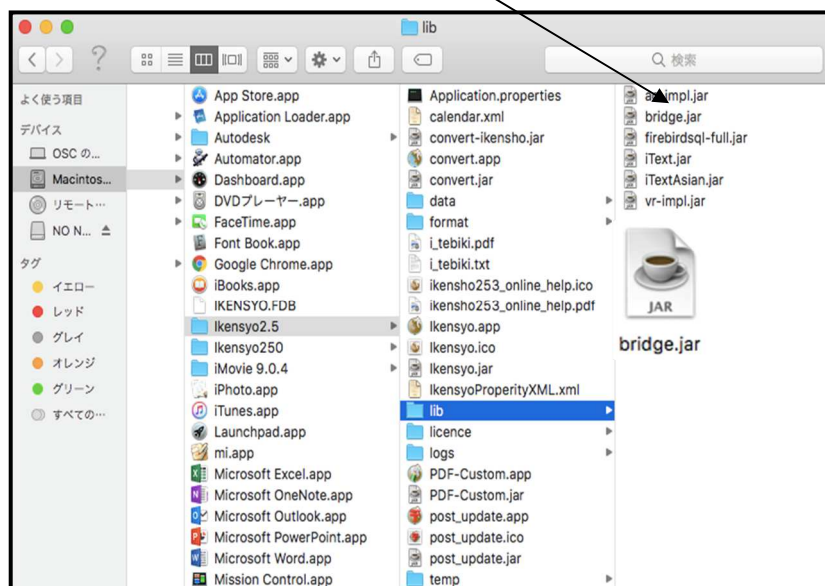 lib
検索
よく使う項目
デバイス
OSC の...
Macintos...
リモート…
NO N...
タグ
イエロー
レッド
グレイ
オレンジ
グリーン
すべての…
App Store.app
Application Loader.app
Autodesk
Automator.app
Dashboard.app
DVDプレーヤー.app
FaceTime.app
Font Book.app
Google Chrome.app
iBooks.app
IKENSYO.FDB
Ikensyo2.5
Ikensyo250
iMovie 9.0.4
iPhoto.app
iTunes.app
Launchpad.app
mi.app
Microsoft Excel.app
Microsoft OneNote.app
Microsoft Outlook.app
Microsoft PowerPoint.app
Microsoft Word.app
Mission Control.app
Application.properties
calendar.xml
convert-ikensho.jar
convert.app
convert.jar
data
format
i_tebiki.pdf
i_tebiki.txt
ikensho253_online_help.ico
ikensho253_online_help.pdf
Ikensyo.app
Ikensyo.ico
Ikensyo.jar
IkensyoProperityXML.xml
lib
licence
logs
PDF-Custom.app
PDF-Custom.jar
post_update.app
post_update.ico
post_update.jar
temp
bridge.jar
firebirdsql-full.jar
iText.jar
iTextAsian.jar
vr-impl.jar
JAR
bridge.jar